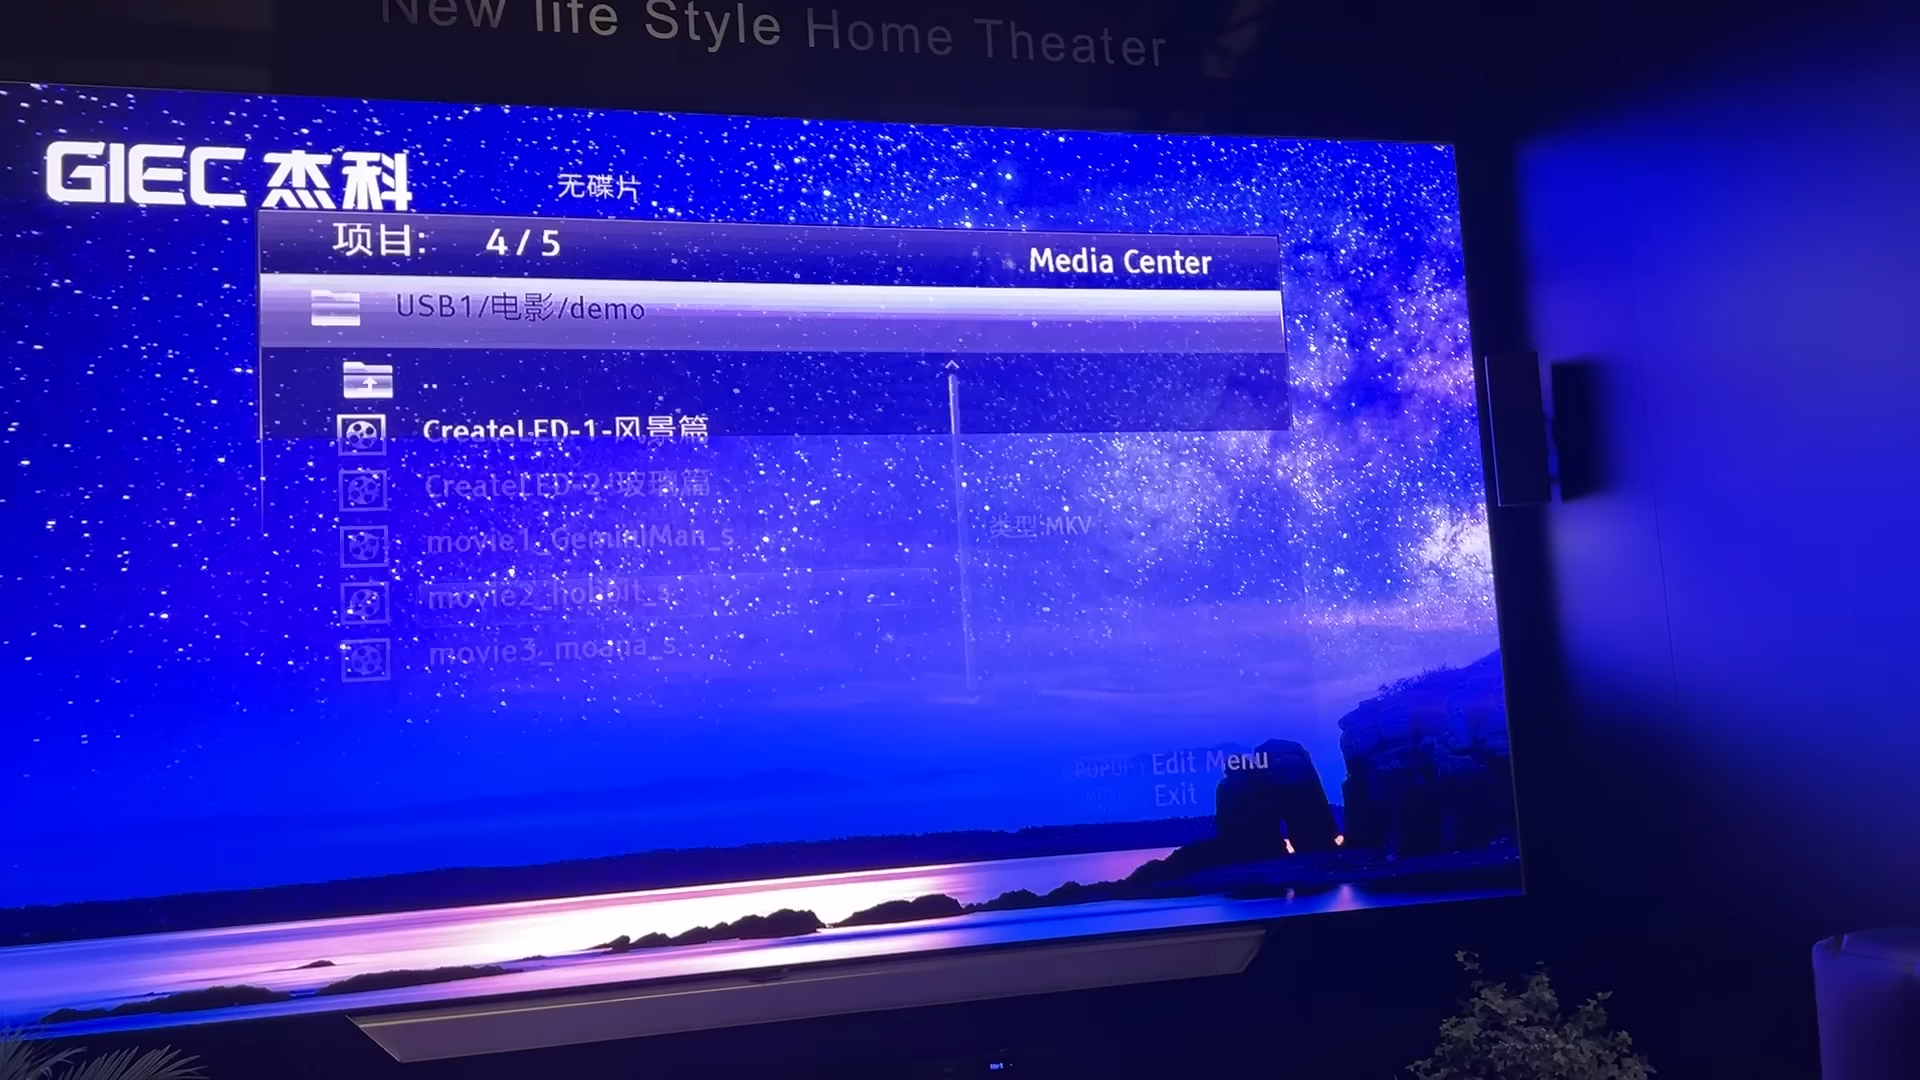 New life Style Home Theater
GIEC 杰科
无碟片
项目: 4/5
Media Center
USB1/电影/demo
..
CreateLED-1-风景篇
CreateLED-2-玻璃篇
movie1_GeminiMan_s
类型:MKV
movie2_hobbit_s
movie3_moana_s
POPUP Edit Menu
Exit